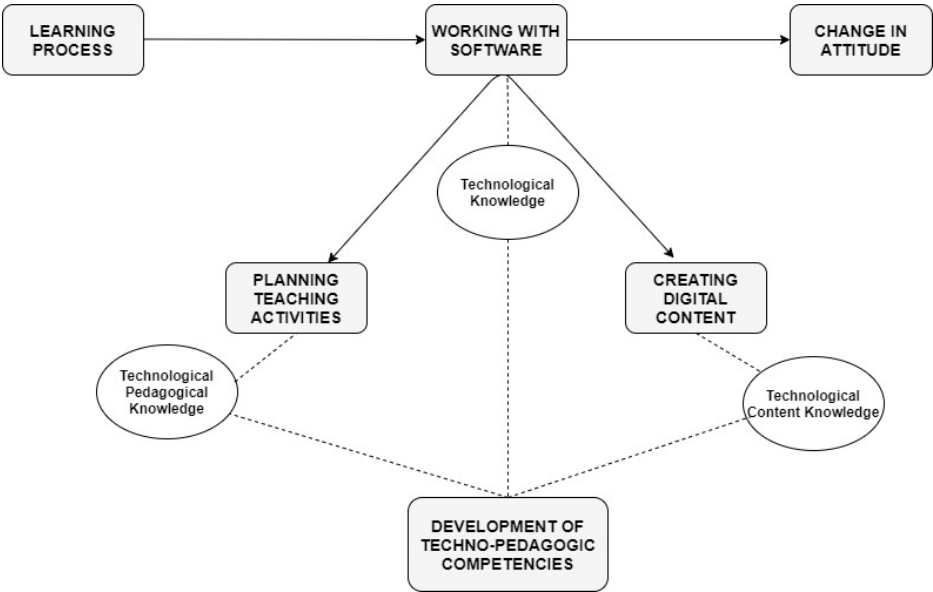 LEARNING
PROCESS
WORKING WITH
SOFTWARE
CHANGE IN
ATTITUDE
Technological
Knowledge
PLANNING
TEACHING
ACTIVITIES
CREATING
DIGITAL
CONTENT
Technological
Pedagogical
Knowledge
Technological
Content Knowledge
DEVELOPMENT OF
TECHNO-PEDAGOGIC
COMPETENCIES